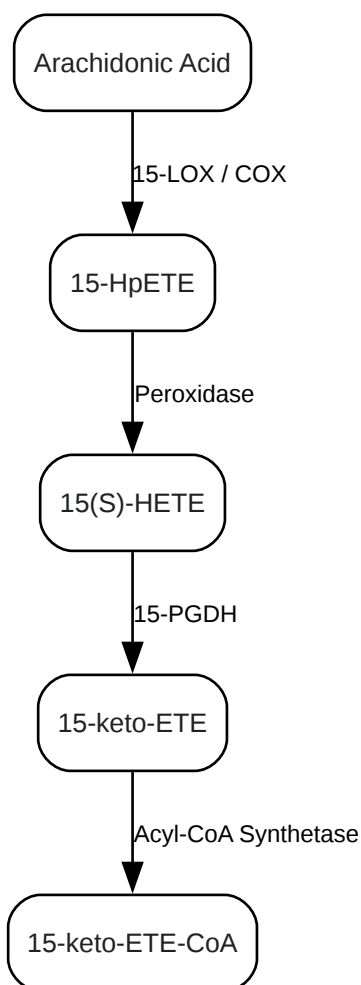 Arachidonic Acid
15-LOX / COX
15-HpETE
Peroxidase
15(S)-HETE
15-PGDH
15-keto-ETE
Acyl-CoA Synthetase
15-keto-ETE-CoA